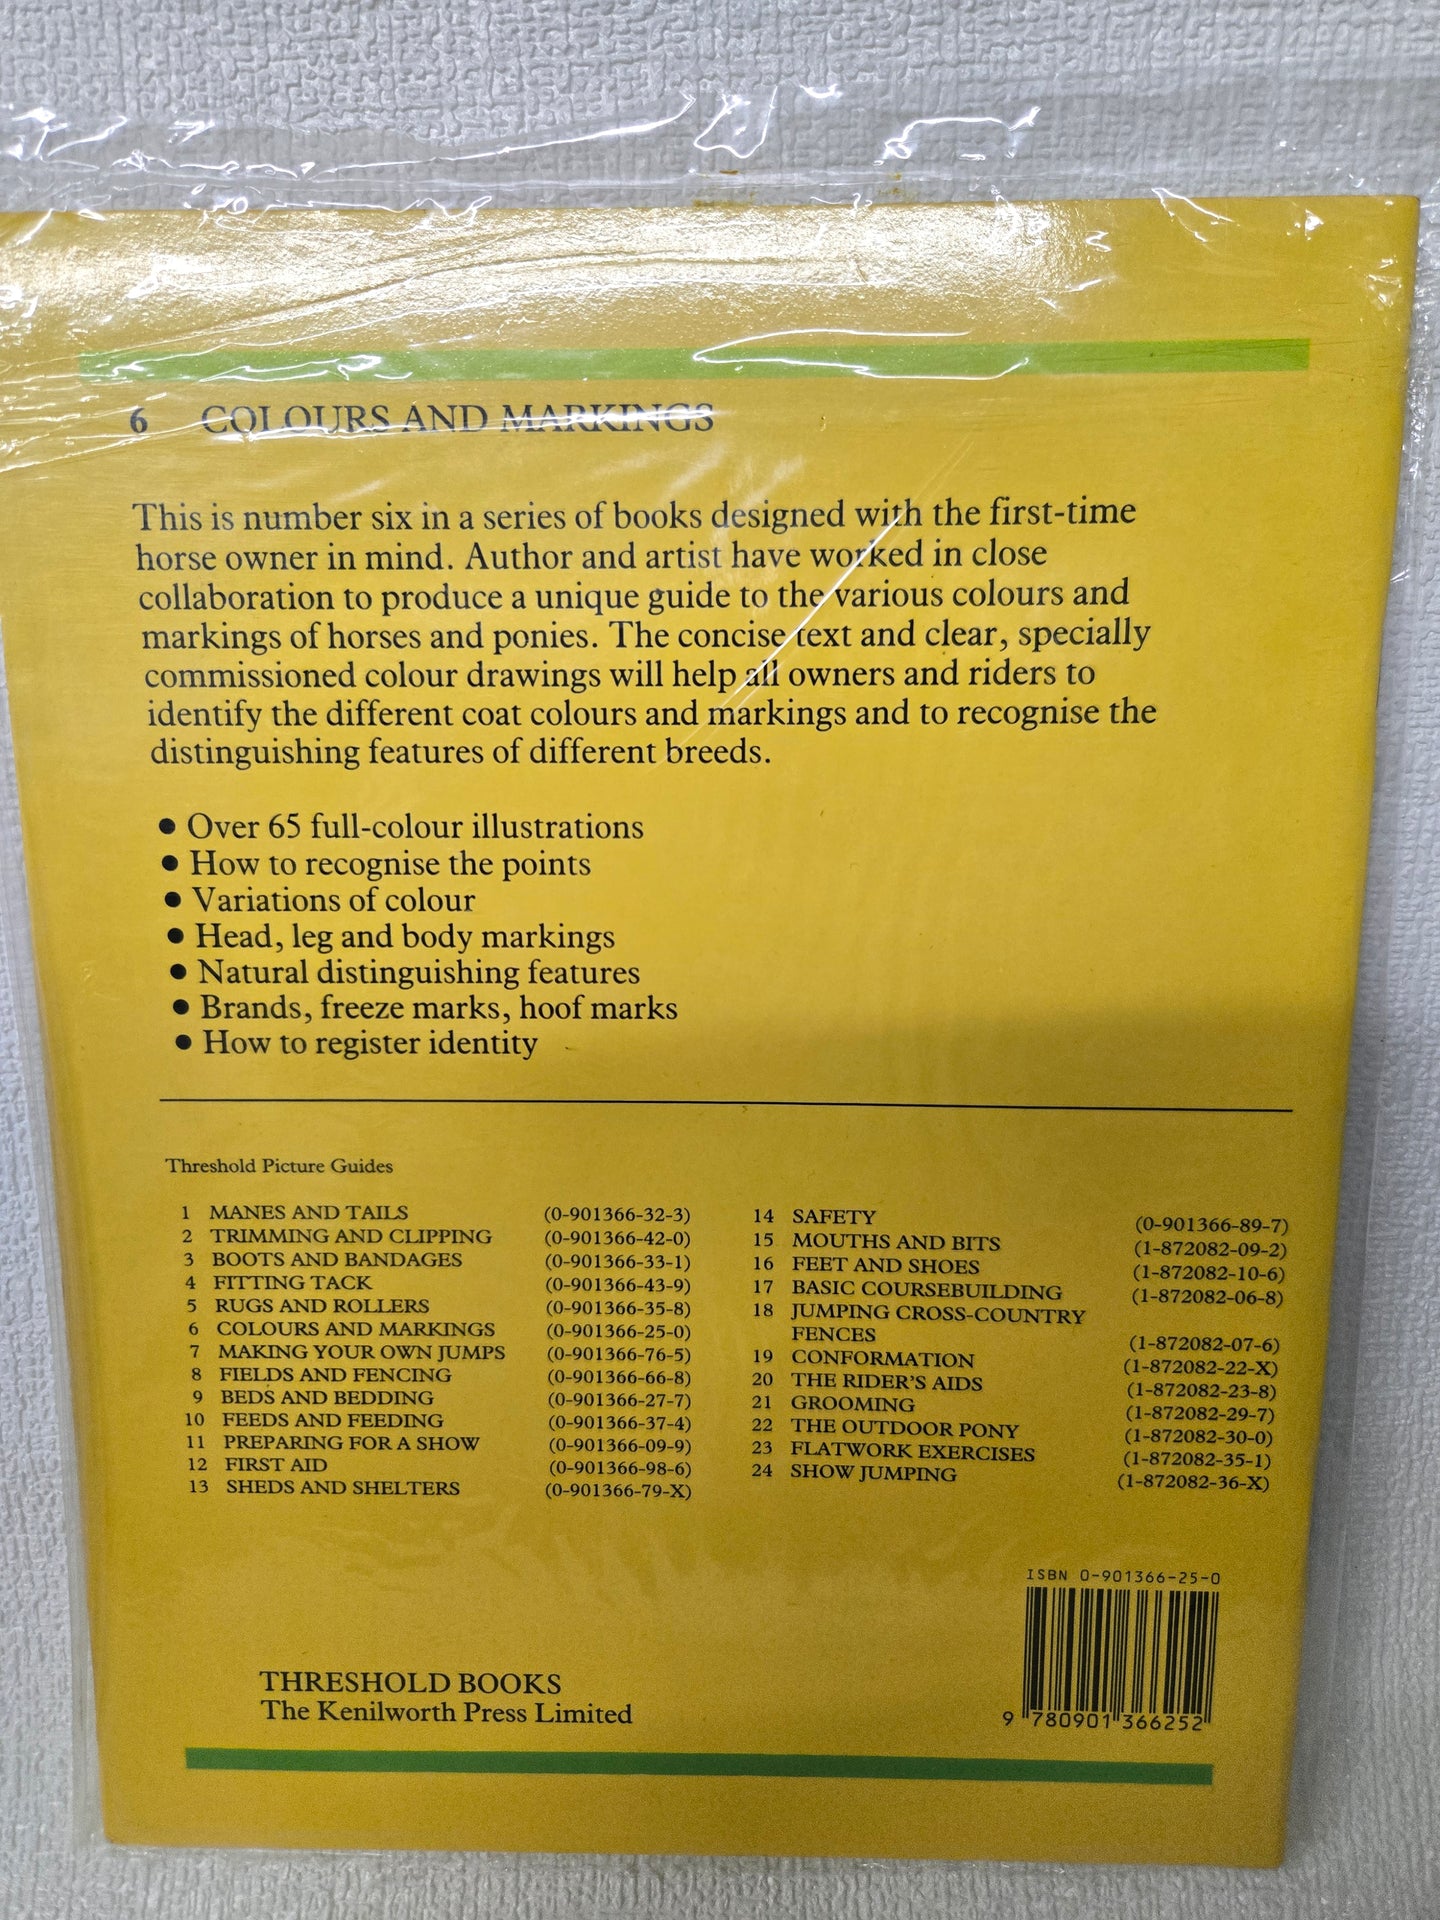 6 COLOURS AND MARKINGS
This is number six in a series of books designed with the first-time
horse owner in mind. Author and artist have worked in close
collaboration to produce a unique guide to the various colours and
markings of horses and ponies. The concise text and clear, specially
commissioned colour drawings will help all owners and riders to
identify the different coat colours and markings and to recognise the
distinguishing features of different breeds.
• Over 65 full-colour illustrations
• How to recognise the points
• Variations of colour
• Head, leg and body markings
• Natural distinguishing features
• Brands, freeze marks, hoof marks
• How to register identity
Threshold Picture Guides
1 MANES AND TAILS (0-901366-32-3)
2 TRIMMING AND CLIPPING (0-901366-42-0)
3 BOOTS AND BANDAGES (0-901366-33-1)
4 FITTING TACK (0-901366-43-9)
5 RUGS AND ROLLERS (0-901366-35-8)
6 COLOURS AND MARKINGS (0-901366-25-0)
7 MAKING YOUR OWN JUMPS (0-901366-76-5)
8 FIELDS AND FENCING (0-901366-66-8)
9 BEDS AND BEDDING (0-901366-27-7)
10 FEEDS AND FEEDING (0-901366-37-4)
11 PREPARING FOR A SHOW (0-901366-09-9)
12 FIRST AID (0-901366-98-6)
13 SHEDS AND SHELTERS (0-901366-79-X)
14 SAFETY (0-901366-89-7)
15 MOUTHS AND BITS (1-872082-09-2)
16 FEET AND SHOES (1-872082-10-6)
17 BASIC COURSEBUILDING (1-872082-06-8)
18 JUMPING CROSS-COUNTRY
FENCES (1-872082-07-6)
19 CONFORMATION (1-872082-22-X)
20 THE RIDER'S AIDS (1-872082-23-8)
21 GROOMING (1-872082-29-7)
22 THE OUTDOOR PONY (1-872082-30-0)
23 FLATWORK EXERCISES (1-872082-35-1)
24 SHOW JUMPING (1-872082-36-X)
ISBN 0-901366-25-0
9 780901 366252
THRESHOLD BOOKS
The Kenilworth Press Limited